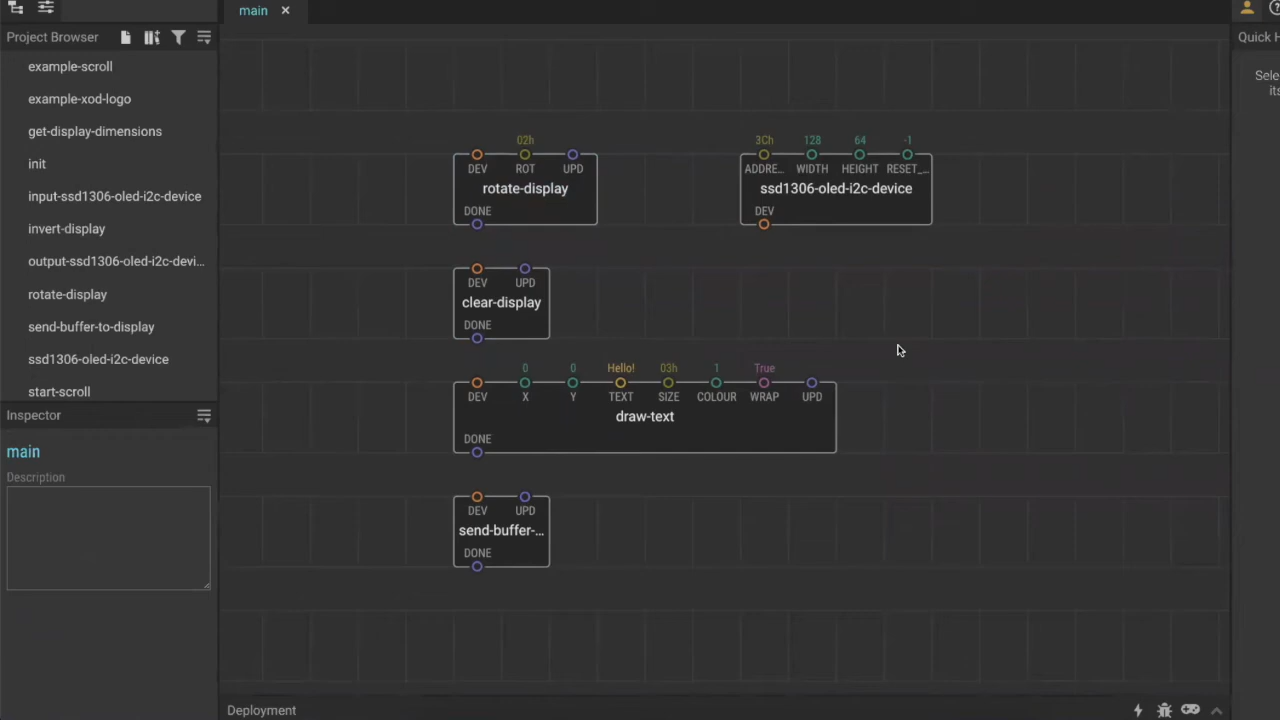 main ×
Project Browser
example-scroll
example-xod-logo
get-display-dimensions
init
input-ssd1306-oled-i2c-device
invert-display
output-ssd1306-oled-i2c-devi...
rotate-display
send-buffer-to-display
ssd1306-oled-i2c-device
start-scroll
Inspector
main
Description
02h
DEV ROT UPD
rotate-display
DONE
3Ch 128 64 -1
ADDRE... WIDTH HEIGHT RESET_...
ssd1306-oled-i2c-device
DEV
DEV UPD
clear-display
DONE
0 0 Hello! 03h 1 True
DEV X Y TEXT SIZE COLOUR WRAP UPD
draw-text
DONE
DEV UPD
send-buffer-...
DONE
Quick H
Sele
its
Deployment